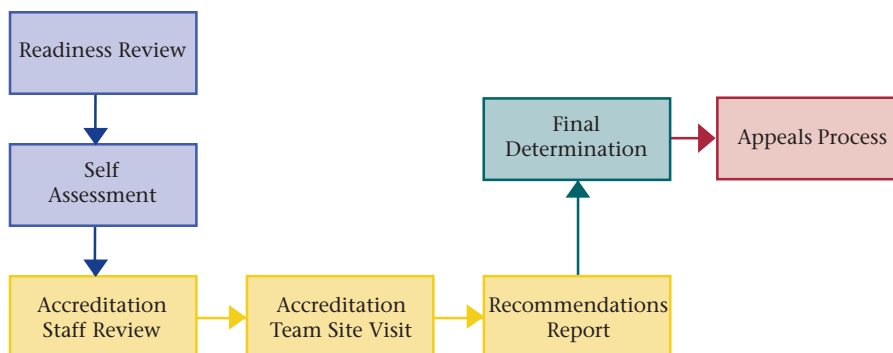 Readiness Review
Self
Assessment
Accreditation
Staff Review
Accreditation
Team Site Visit
Recommendations
Report
Final
Determination
Appeals Process